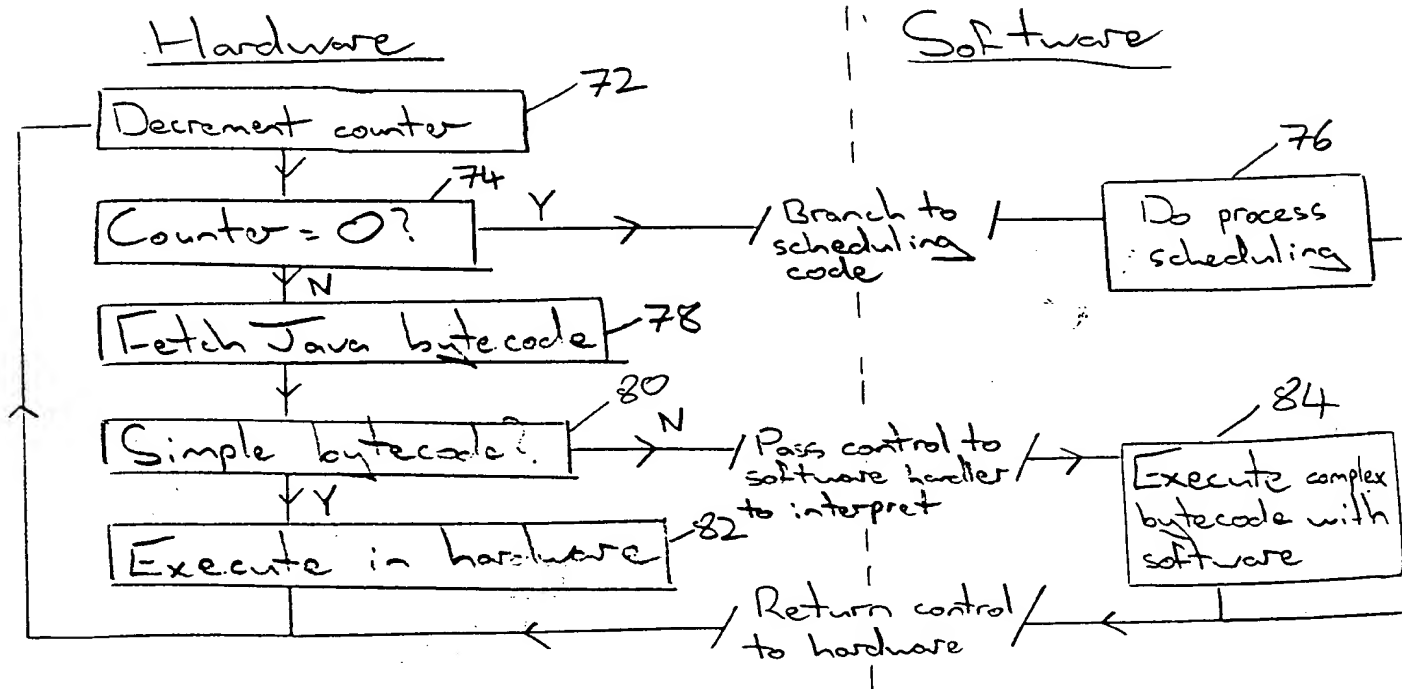 Hardware
Software
72
Decrement counter
76
74
Counter = 0?
Y
Branch to
scheduling
code
Do process
scheduling
N
78
Fetch Java bytecode
80
Simple bytecode?
N
Pass control to
software handler
to interpret
84
Execute complex
bytecode with
software
Y
82
Execute in hardware
Return control
to hardware